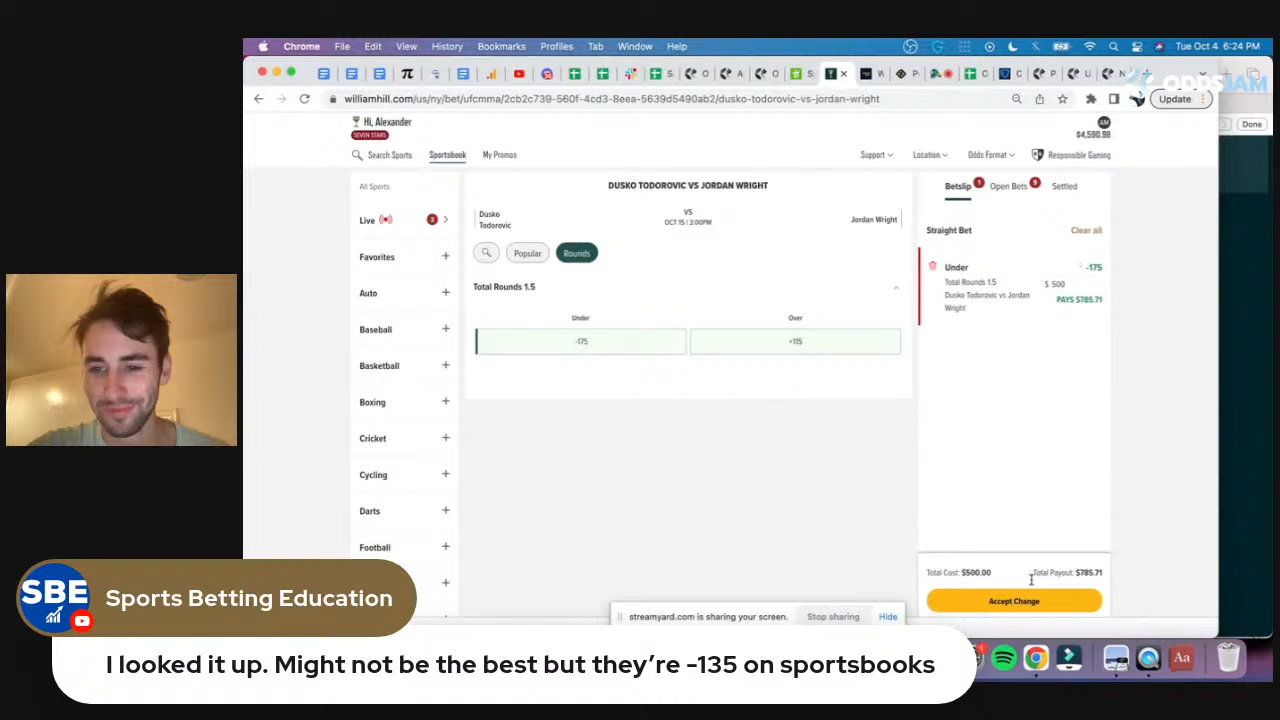 Chrome File Edit View History Bookmarks Profiles Tab Window Help Tue Oct 4 6:24 PM
ODDSJAM
williamhill.com/us/ny/bet/ufcmma/2cb2c739-560f-4cd3-8eea-5639d5490ab2/dusko-todorovic-vs-jordan-wright
Update
Done
Hi, Alexander
SEVEN STARS
AM
$4,590.98
Search Sports Sportsbook My Promos Support Location Odds Format Responsible Gaming
All Sports
Live 3
Favorites
Auto
Baseball
Basketball
Boxing
Cricket
Cycling
Darts
Football
DUSKO TODOROVIC VS JORDAN WRIGHT
Dusko
Todorovic
VS
OCT 15 | 3:00PM
Jordan Wright
Popular Rounds
Total Rounds 1.5
Under Over
-175 +115
Betslip 1 Open Bets 9 Settled
Straight Bet Clear all
Under -175
Total Rounds 1.5 $ 500
Dusko Todorovic vs Jordan PAYS $785.71
Wright
Total Cost: $500.00 Total Payout: $785.71
Accept Change
streamyard.com is sharing your screen. Stop sharing Hide
SBE
Sports Betting Education
I looked it up. Might not be the best but they're -135 on sportsbooks
Aa